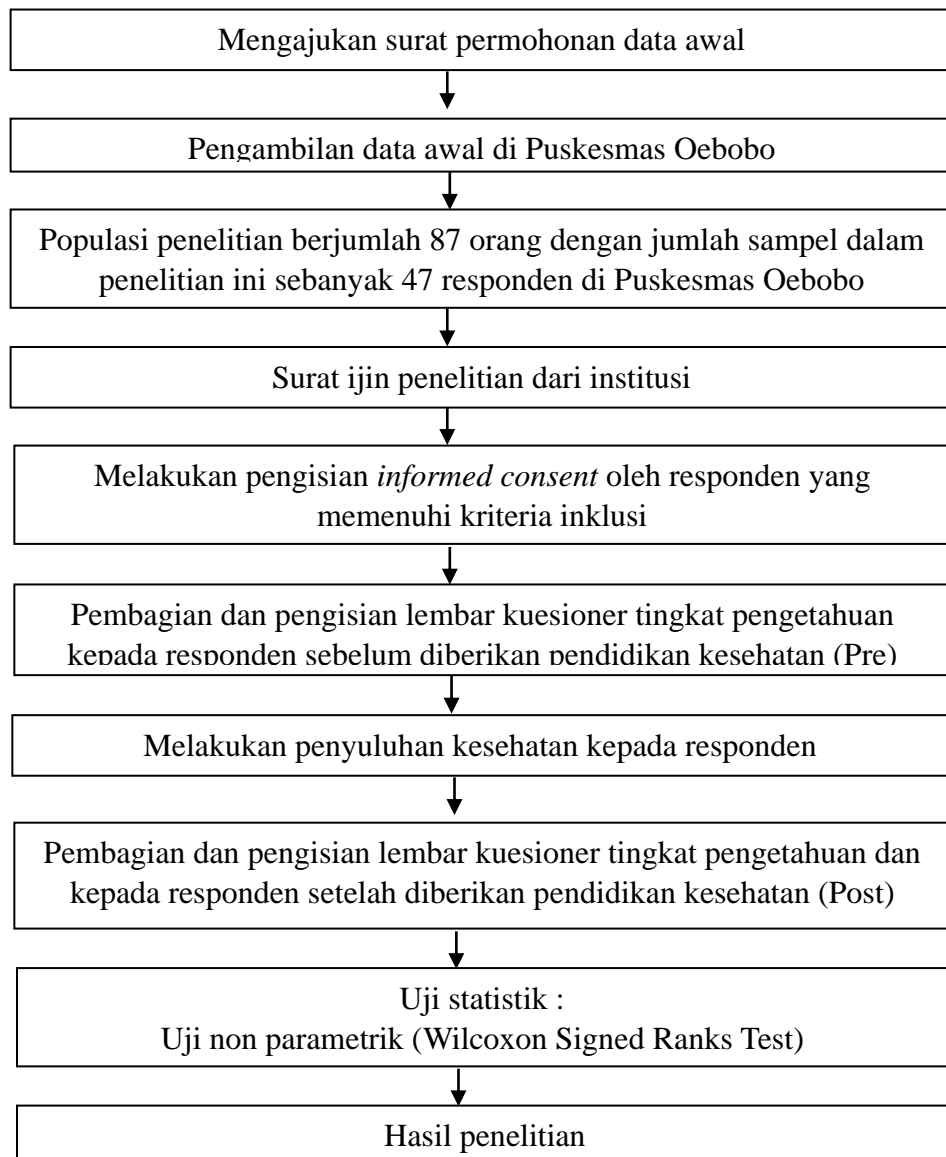 Mengajukan surat permohonan data awal
Pengambilan data awal di Puskesmas Oebobo
Populasi penelitian berjumlah 87 orang dengan jumlah sampel dalam
penelitian ini sebanyak 47 responden di Puskesmas Oebobo
Surat ijin penelitian dari institusi
Melakukan pengisian informed consent oleh responden yang
memenuhi kriteria inklusi
Pembagian dan pengisian lembar kuesioner tingkat pengetahuan
kepada responden sebelum diberikan pendidikan kesehatan (Pre)
Melakukan penyuluhan kesehatan kepada responden
Pembagian dan pengisian lembar kuesioner tingkat pengetahuan dan
kepada responden setelah diberikan pendidikan kesehatan (Post)
Uji statistik :
Uji non parametrik (Wilcoxon Signed Ranks Test)
Hasil penelitian